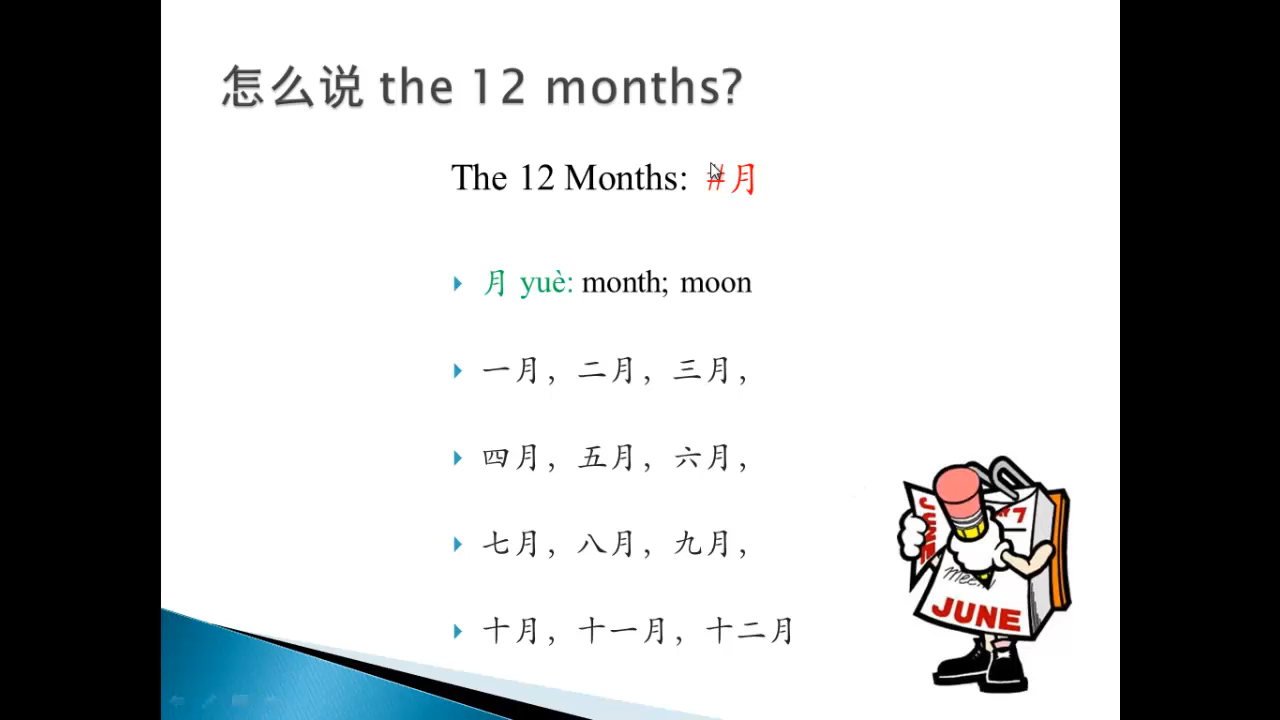 怎么说 the 12 months?
The 12 Months: #月
月 yuè: month; moon
一月，二月，三月，
四月，五月，六月，
七月，八月，九月，
十月，十一月，十二月
JUNE
JUNE